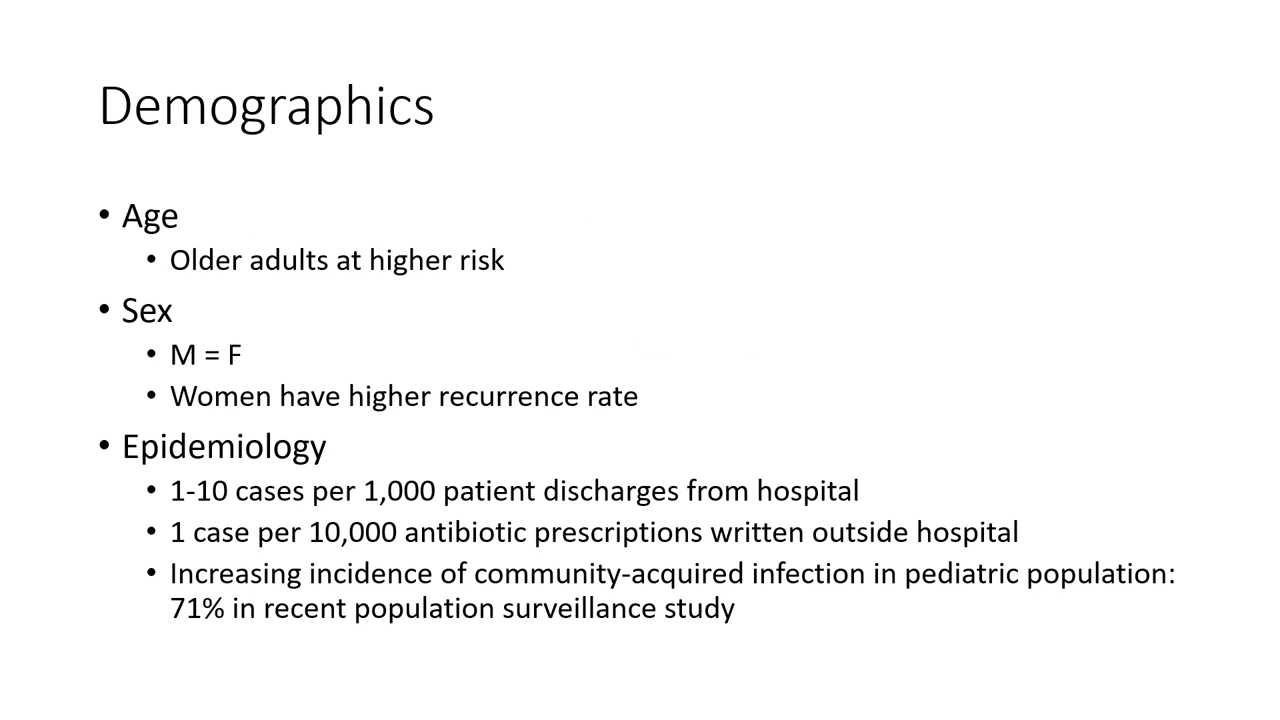 Demographics
• Age
• Older adults at higher risk
• Sex
• M = F
• Women have higher recurrence rate
• Epidemiology
• 1-10 cases per 1,000 patient discharges from hospital
• 1 case per 10,000 antibiotic prescriptions written outside hospital
• Increasing incidence of community-acquired infection in pediatric population:
71% in recent population surveillance study